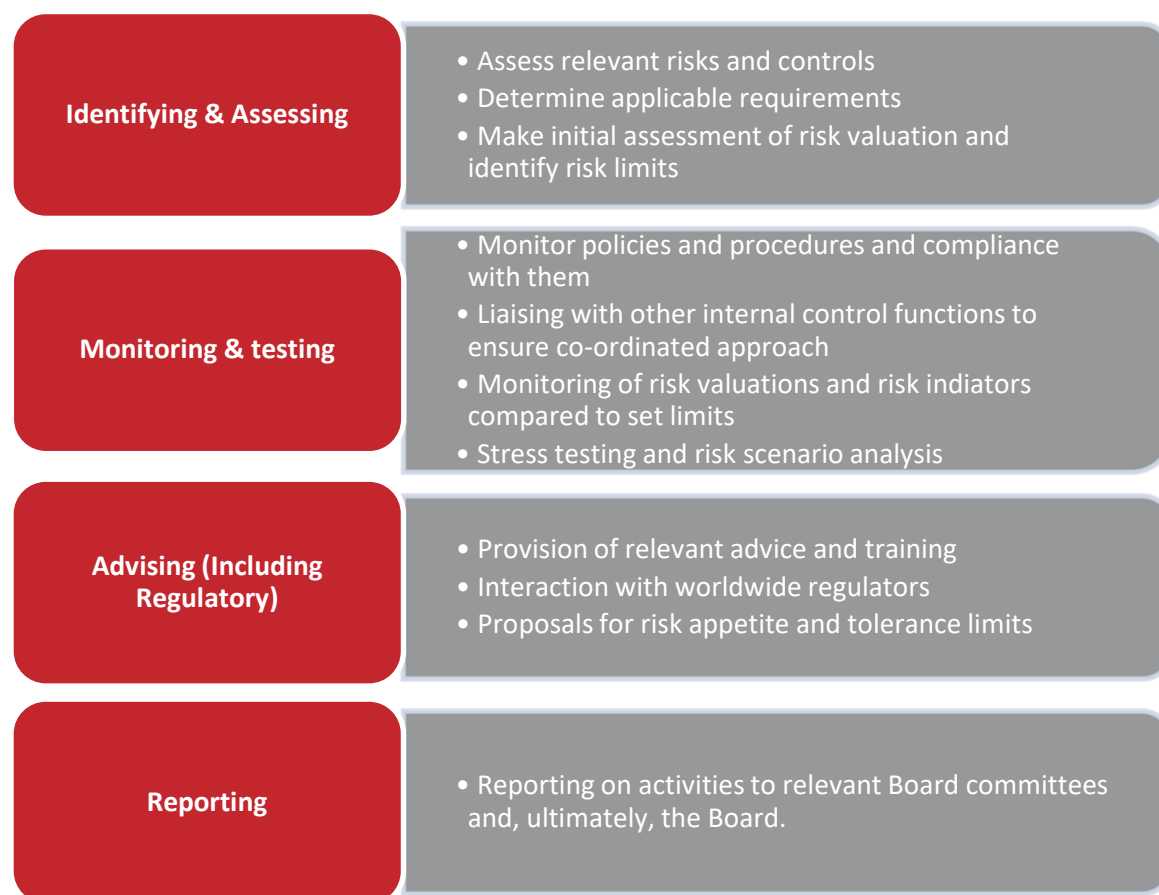 Identifying & Assessing
• Assess relevant risks and controls
• Determine applicable requirements
• Make initial assessment of risk valuation and
identify risk limits
Monitoring & testing
• Monitor policies and procedures and compliance
with them
• Liaising with other internal control functions to
ensure co-ordinated approach
• Monitoring of risk valuations and risk indiators
compared to set limits
• Stress testing and risk scenario analysis
Advising (Including
Regulatory)
• Provision of relevant advice and training
• Interaction with worldwide regulators
• Proposals for risk appetite and tolerance limits
Reporting
• Reporting on activities to relevant Board committees
and, ultimately, the Board.